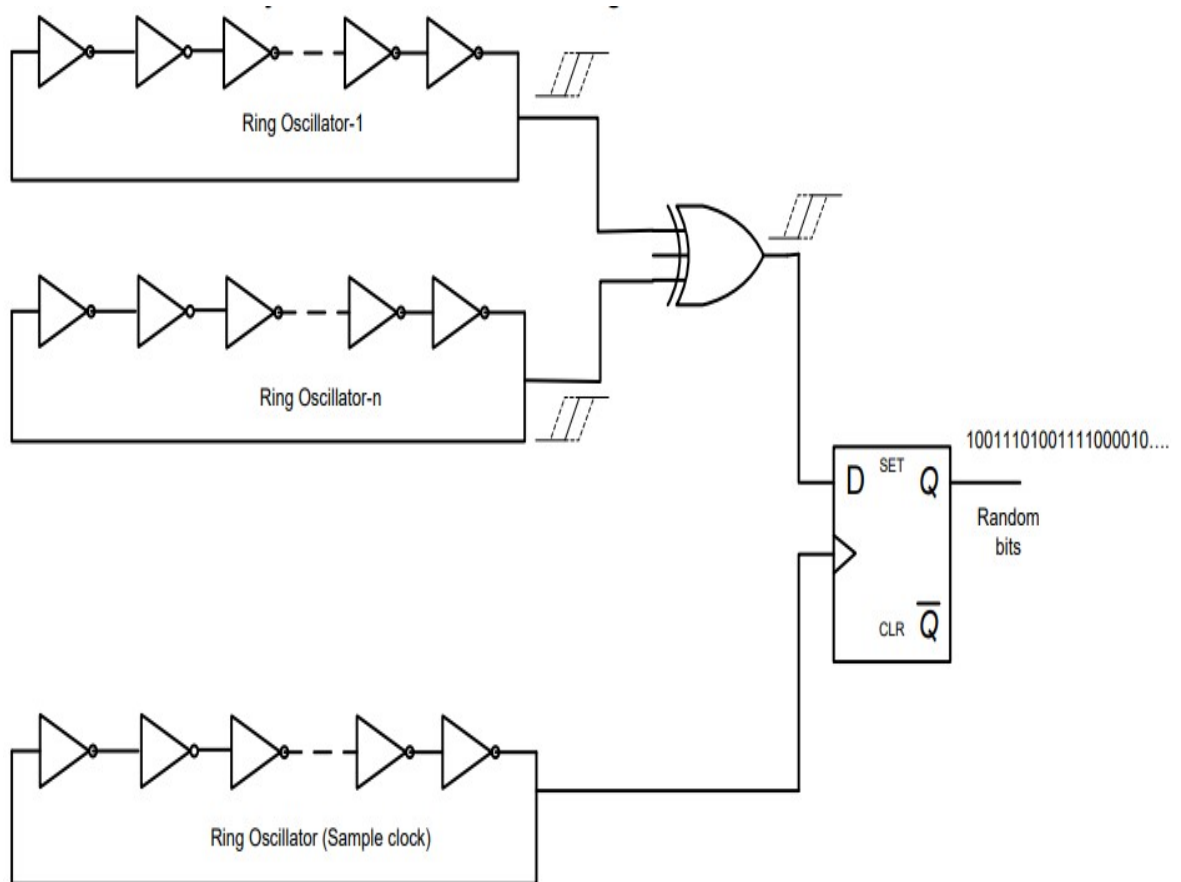 Ring Oscillator-1
Ring Oscillator-n
10011101001111000010....
D SET Q
Random
bits
CLR Q
Ring Oscillator (Sample clock)